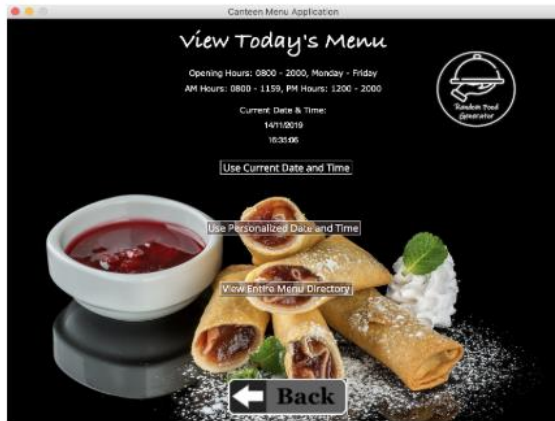 Canteen Menu Application
View Today's Menu
Opening Hours: 0800 - 2000, Monday - Friday
AM Hours: 0800 - 1159, PM Hours: 1200 - 2000
Current Date & Time:
14/11/2019
16:35:06
Random Food
Generator
Use Current Date and Time
Use Personalized Date and Time
View Entire Menu Directory
Back